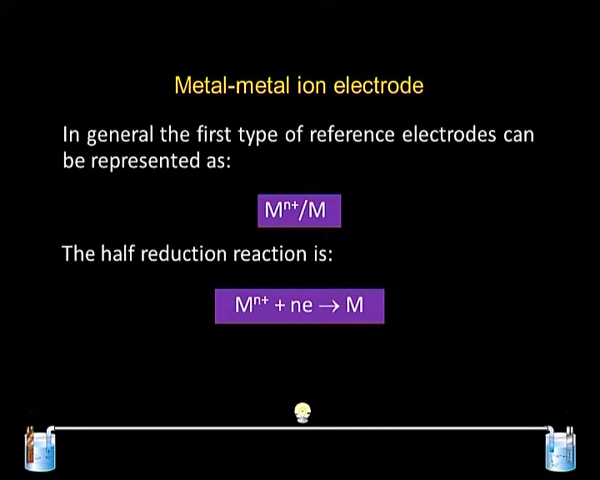 Metal-metal ion electrode
In general the first type of reference electrodes can
be represented as:
Mⁿ⁺/M
The half reduction reaction is:
Mⁿ⁺ + ne → M